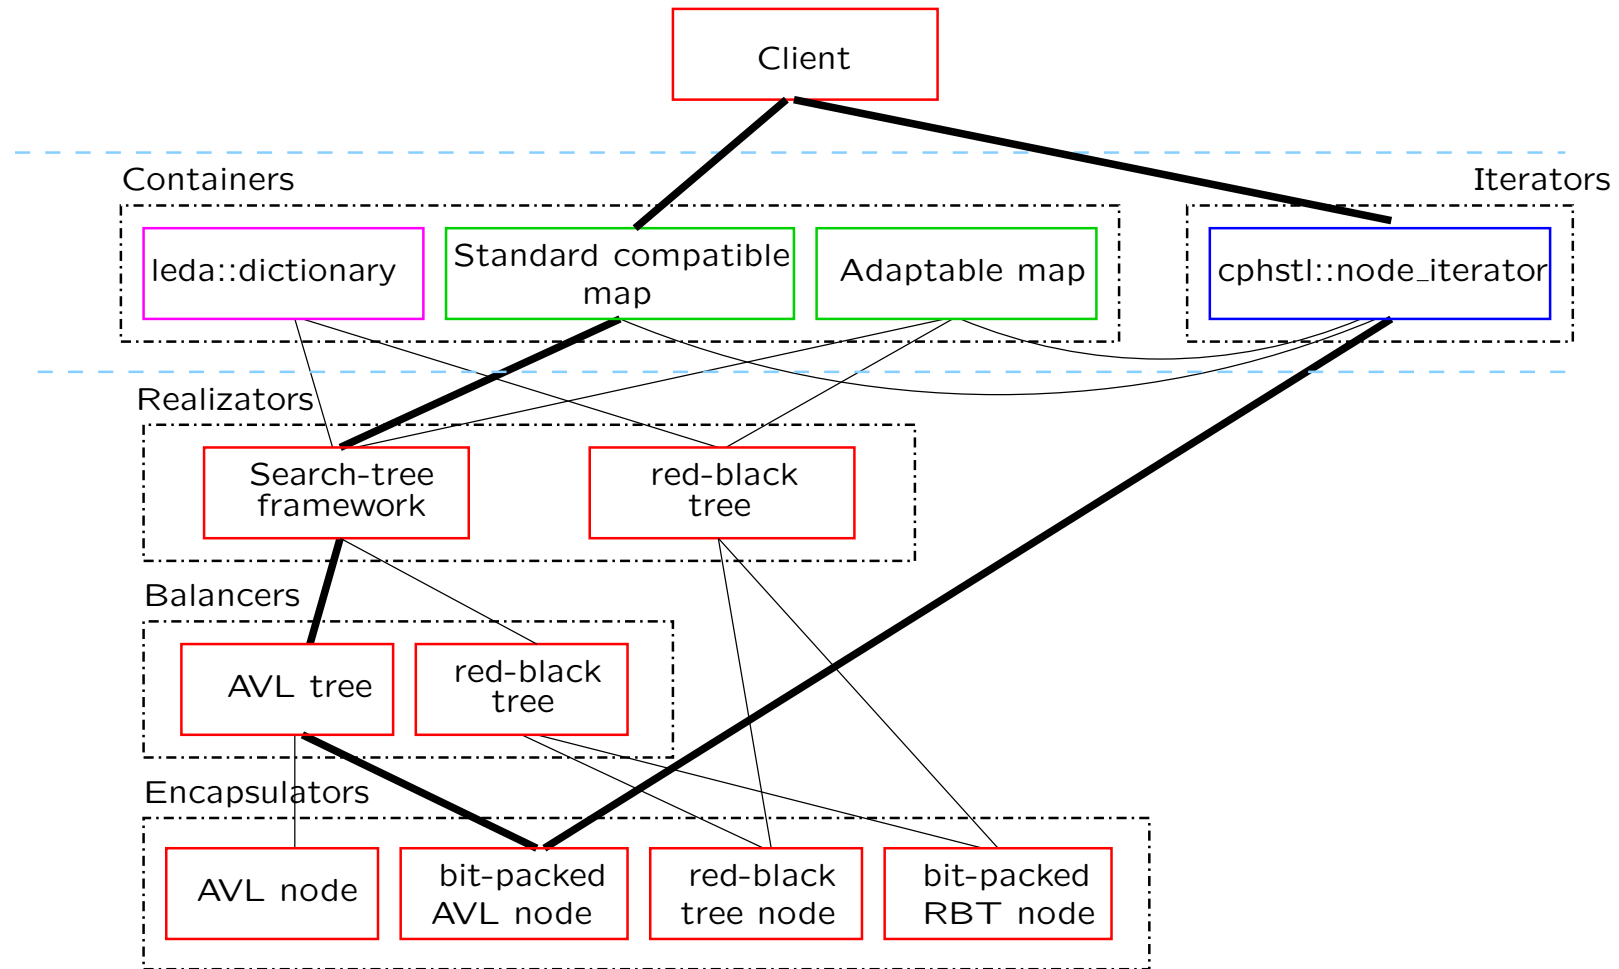 Client
Containers
Iterators
leda::dictionary
Standard compatible
map
Adaptable map
cphstl::node_iterator
Realizators
Search-tree
framework
red-black
tree
Balancers
AVL tree
red-black
tree
Encapsulators
AVL node
bit-packed
AVL node
red-black
tree node
bit-packed
RBT node